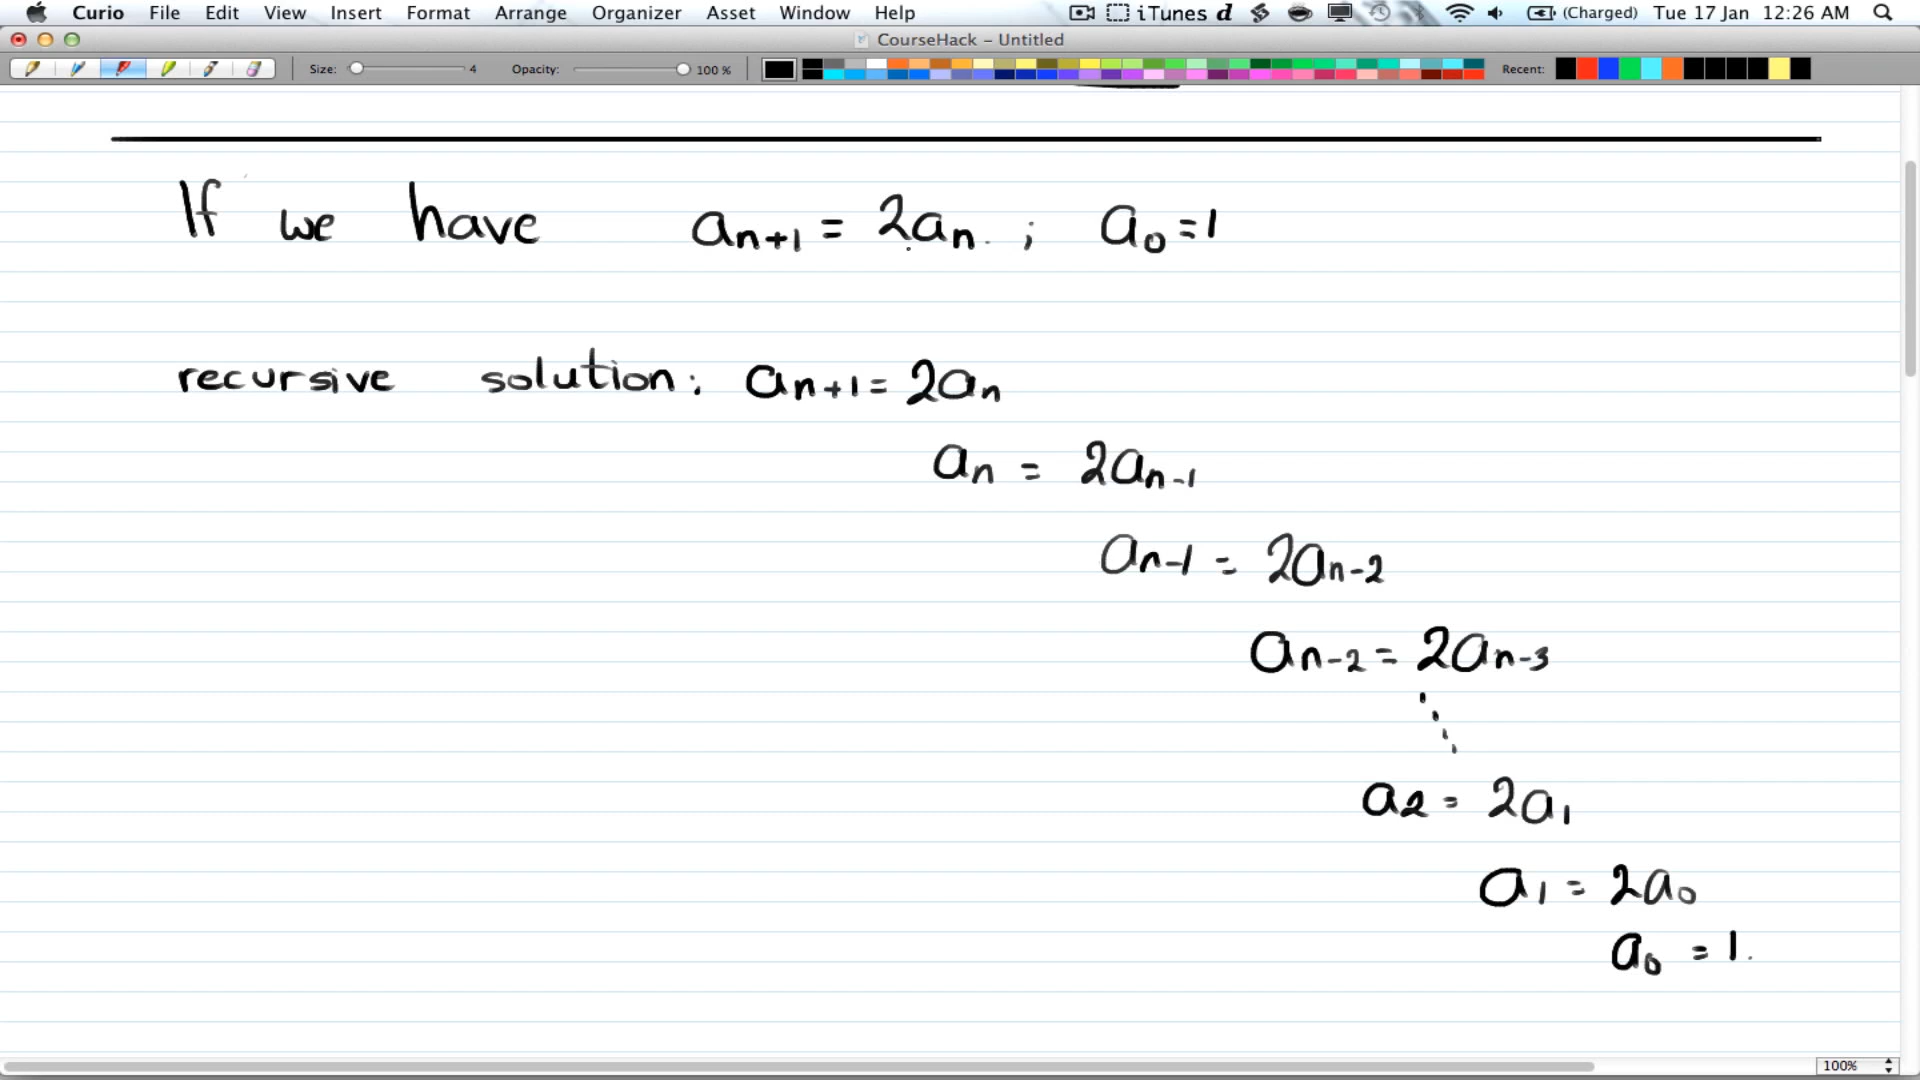 Curio File Edit View Insert Format Arrange Organizer Asset Window Help iTunes d (Charged) Tue 17 Jan 12:26 AM
CourseHack – Untitled
Size: 4 Opacity: 100 % Recent:
If we have aₙ₊₁ = 2aₙ ; a₀ = 1
recursive solution: aₙ₊₁ = 2aₙ
aₙ = 2aₙ₋₁
aₙ₋₁ = 2aₙ₋₂
aₙ₋₂ = 2aₙ₋₃
a₂ = 2a₁
a₁ = 2a₀
a₀ = 1.
100%